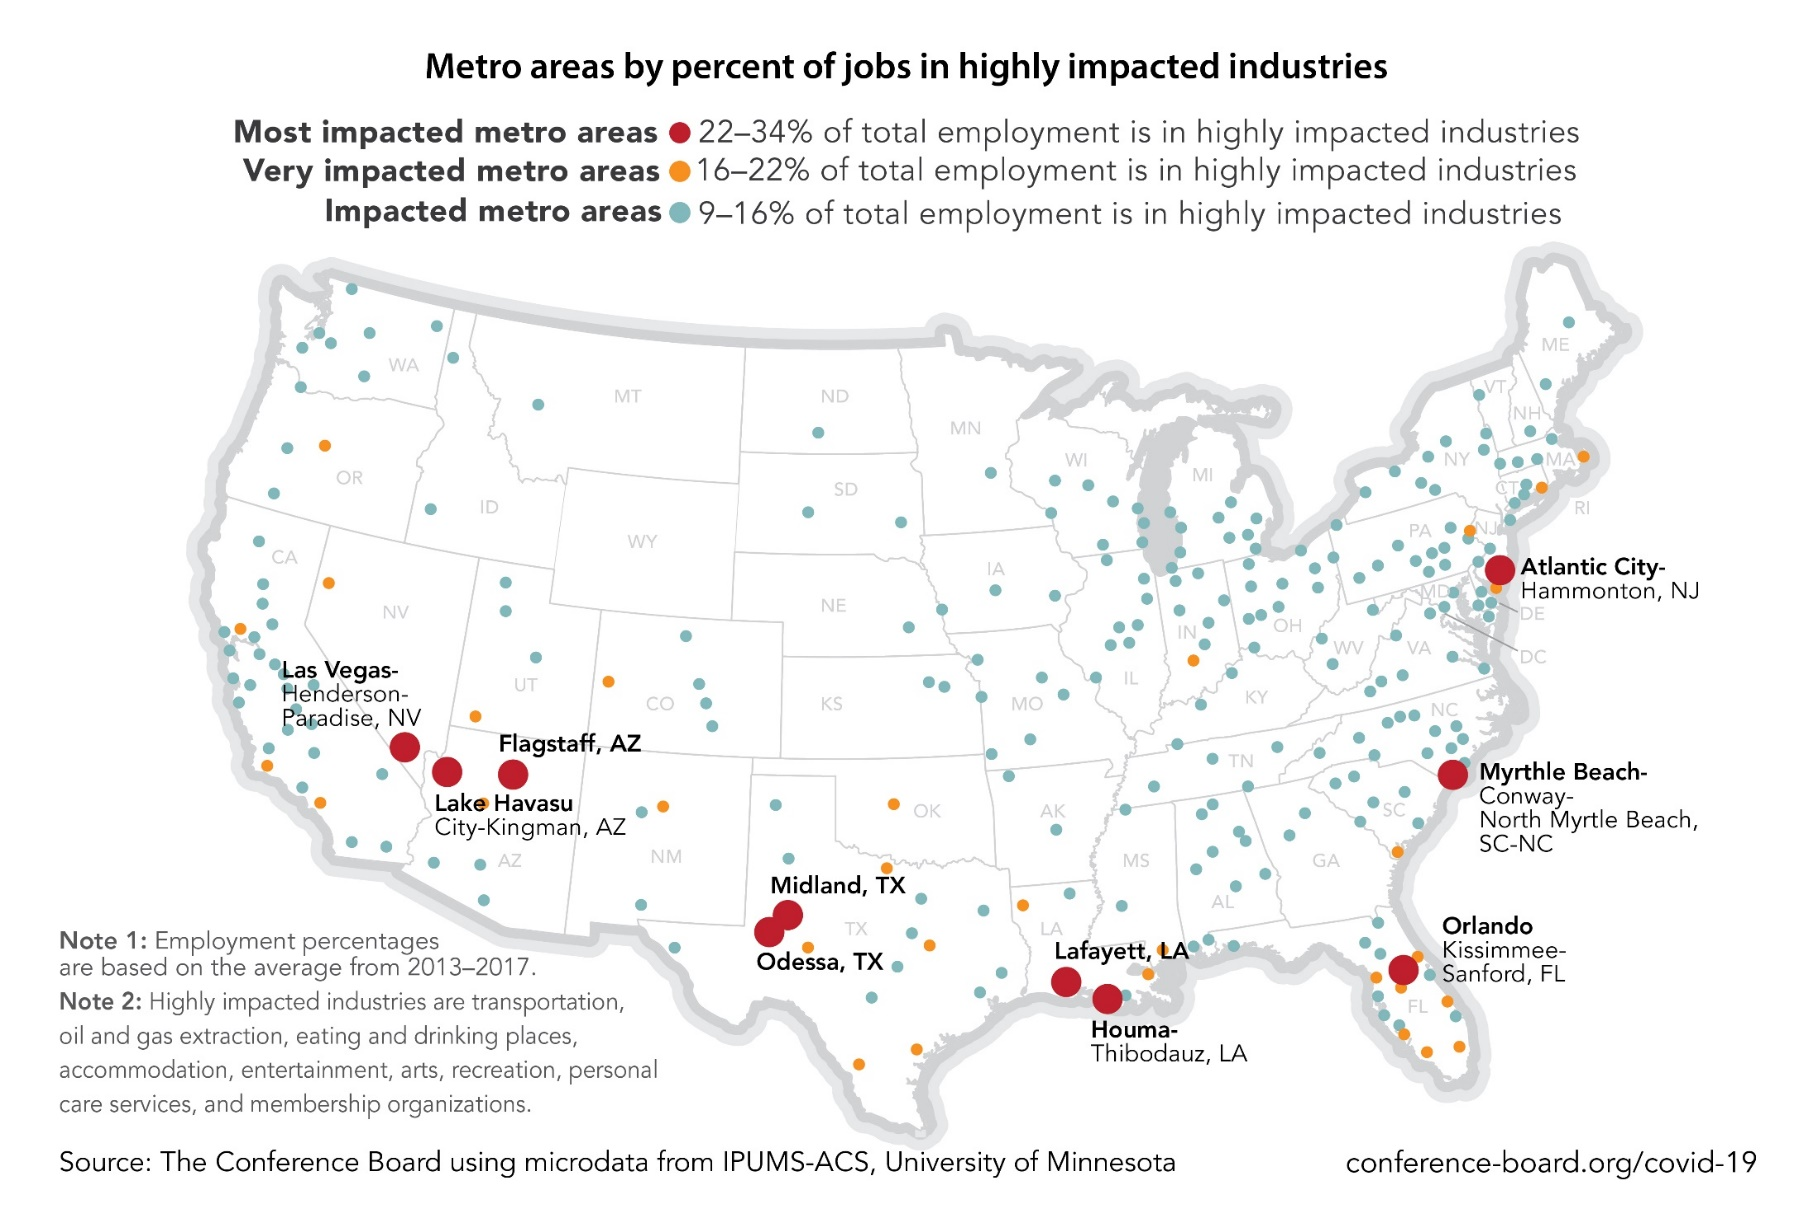 Metro areas by percent of jobs in highly impacted industries
Most impacted metro areas 22–34% of total employment is in highly impacted industries
Very impacted metro areas 16–22% of total employment is in highly impacted industries
Impacted metro areas 9–16% of total employment is in highly impacted industries
WA
MT
ND
MN
ME
VT
NH
WI
MI
NY
MA
CT
RI
OR
ID
SD
WY
CA
NV
UT
CO
NE
IA
IL
IN
OH
PA
NJ
MD
DE
DC
WV
VA
KS
MO
KY
NC
TN
SC
OK
AK
MS
AL
GA
AZ
NM
TX
LA
FL
Atlantic City-
Hammonton, NJ
Las Vegas-
Henderson-
Paradise, NV
Flagstaff, AZ
Lake Havasu
City-Kingman, AZ
Myrthle Beach-
Conway-
North Myrtle Beach,
SC-NC
Midland, TX
Odessa, TX
Lafayett, LA
Houma-
Thibodauz, LA
Orlando
Kissimmee-
Sanford, FL
Note 1: Employment percentages
are based on the average from 2013–2017.
Note 2: Highly impacted industries are transportation,
oil and gas extraction, eating and drinking places,
accommodation, entertainment, arts, recreation, personal
care services, and membership organizations.
Source: The Conference Board using microdata from IPUMS-ACS, University of Minnesota
conference-board.org/covid-19